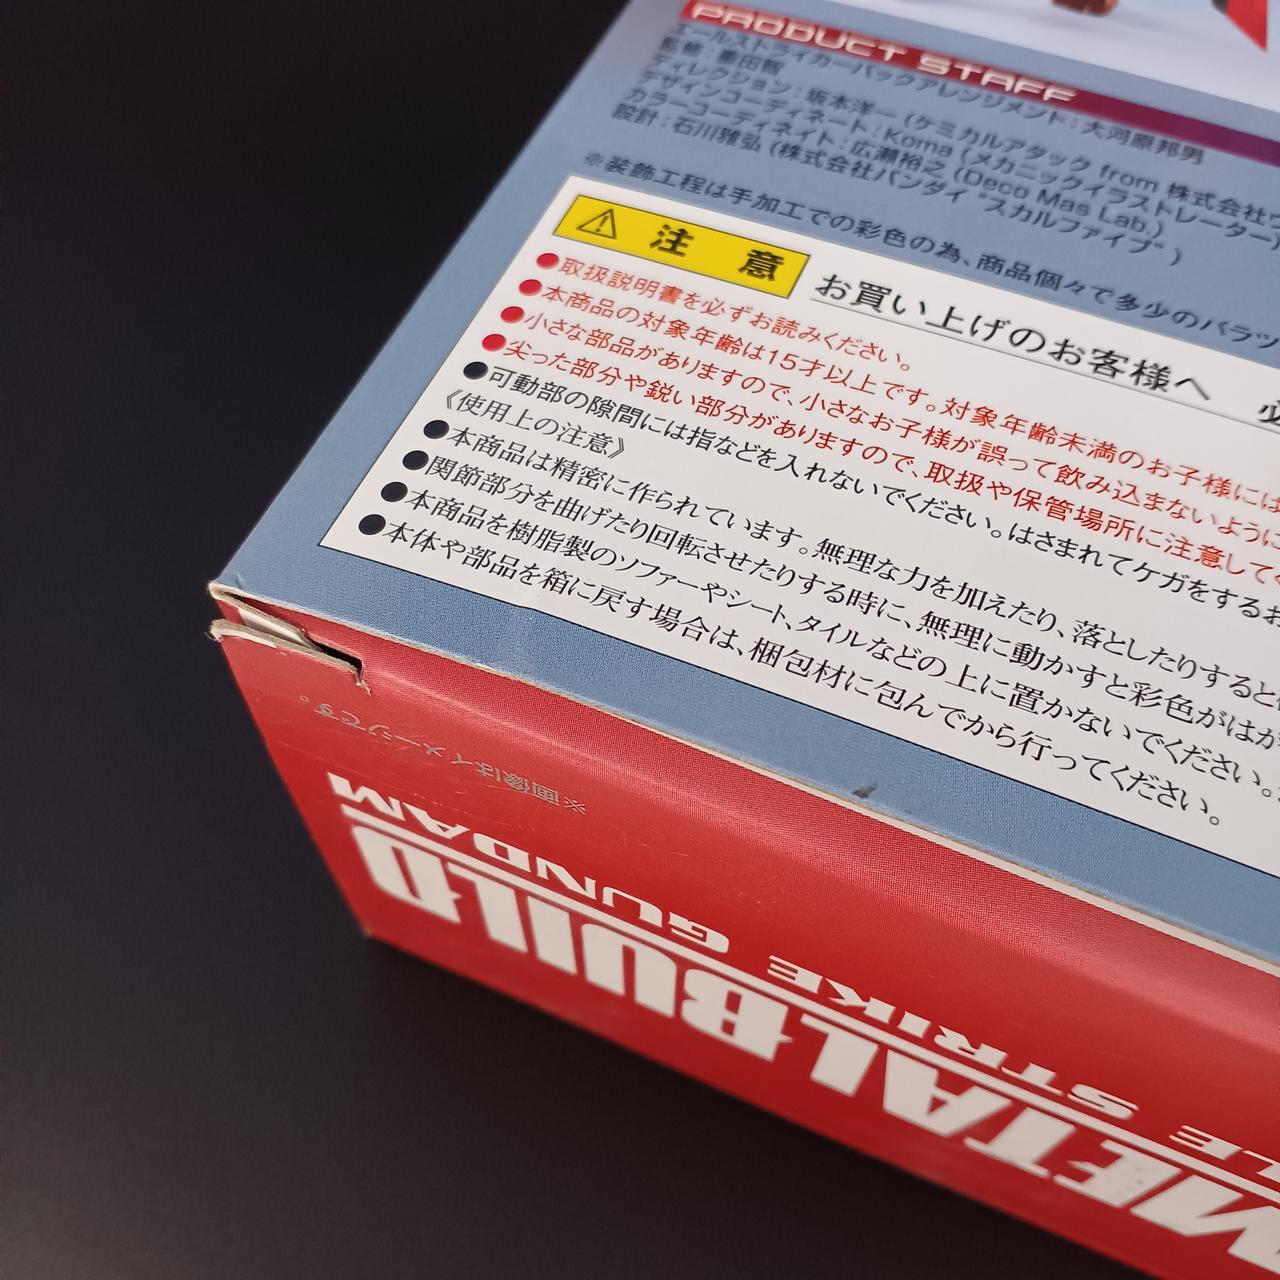 PRODUCT STAFF
エールストライカーパックアレンジメント：大河原邦男
監修：重田智
ディレクション：坂本洋一（ケミカルアタック from 株式会社
デザインコーディネート：Koma（メカニックイラストレーター）
カラーコーディネイト：広瀬裕之（Deco Mas Lab.）
設計：石川雅弘（株式会社バンダイ "スカルファイブ"）
※装飾工程は手加工での彩色の為、商品個々で多少のバラツ
注意 お買い上げのお客様へ 必
●取扱説明書を必ずお読みください。
●本商品の対象年齢は15才以上です。対象年齢未満のお子様には
●小さな部品がありますので、小さなお子様が誤って飲み込まないように
●尖った部分や鋭い部分がありますので、取扱や保管場所に注意して
●可動部の隙間には指などを入れないでください。はさまれてケガをするお
《使用上の注意》
●本商品は精密に作られています。無理な力を加えたり、落としたりすると
●関節部分を曲げたり回転させたりする時に、無理に動かすと彩色がはが
●本商品を樹脂製のソファーやシート、タイルなどの上に置かないでください。
●本体や部品を箱に戻す場合は、梱包材に包んでから行ってください。
※画像はイメージです。
LE STRIKE GUNDAM
METAL BUILD